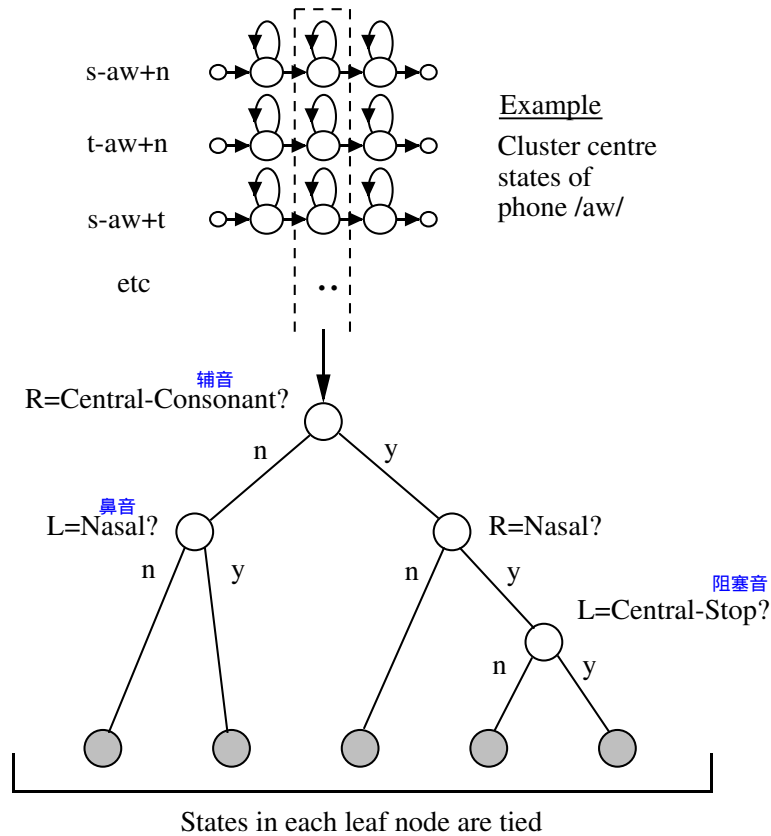 s-aw+n
t-aw+n
s-aw+t
etc
..
Example
Cluster centre
states of
phone /aw/
辅音
R=Central-Consonant?
n
y
鼻音
L=Nasal?
R=Nasal?
n
y
n
y
阻塞音
L=Central-Stop?
n
y
States in each leaf node are tied